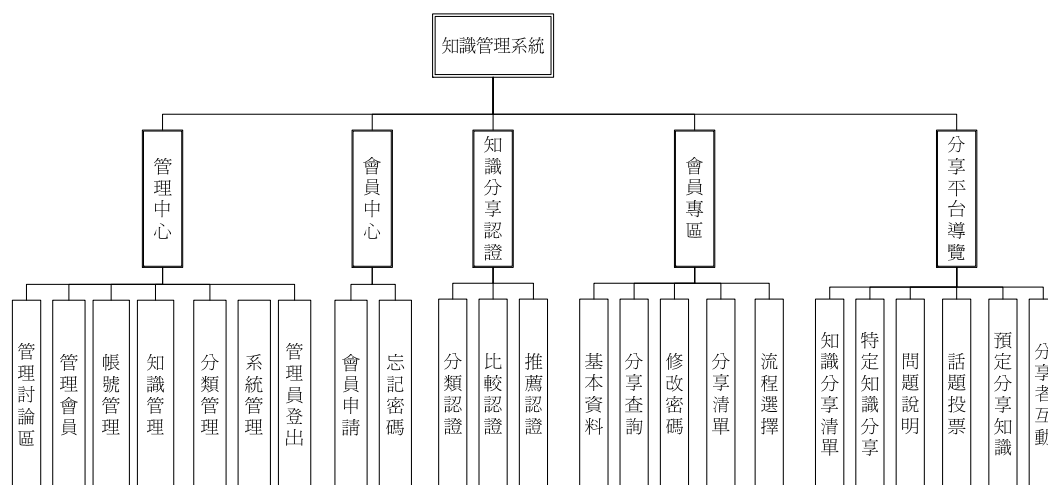 知識管理系統
管理中心
會員中心
知識分享認證
會員專區
分享平台導覽
管理討論區
管理會員
帳號管理
知識管理
分類管理
系統管理
管理員登出
會員申請
忘記密碼
分類認證
比較認證
推薦認證
基本資料
分享查詢
修改密碼
分享清單
流程選擇
知識分享清單
特定知識分享
問題說明
話題投票
預定分享知識
分享者互動